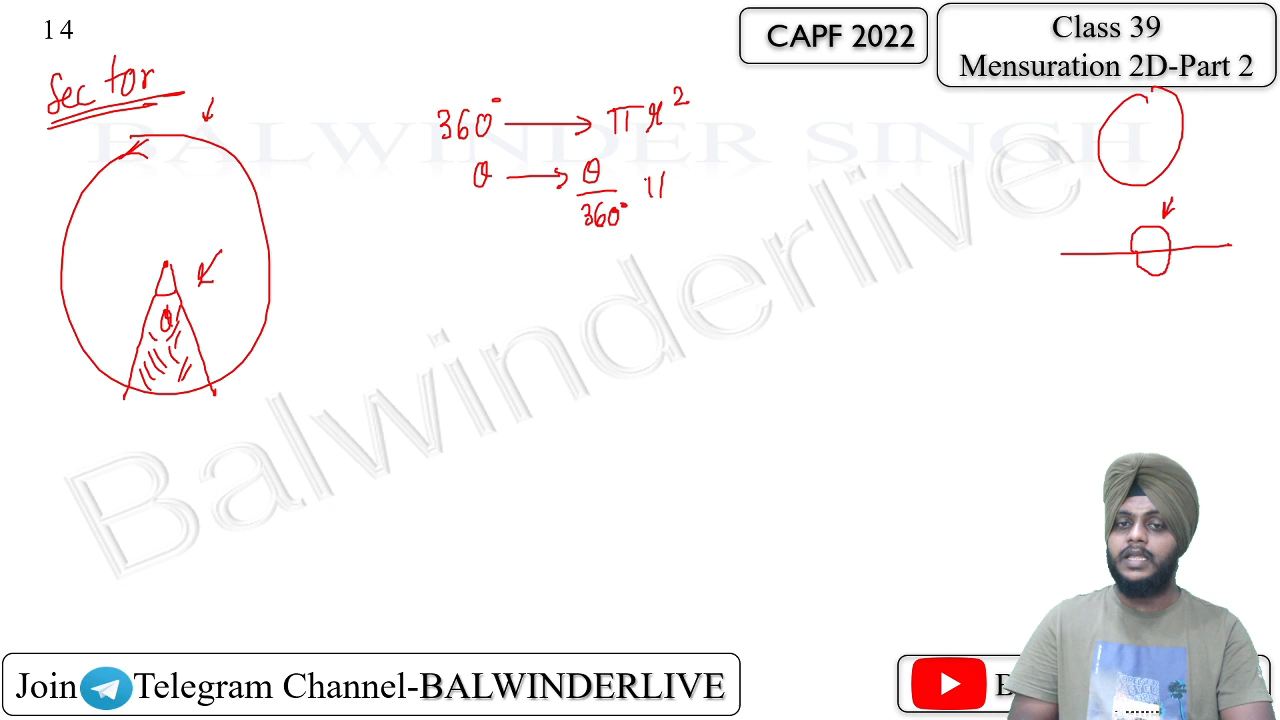 14
CAPF 2022
Class 39
Mensuration 2D-Part 2
Sector
360° → πr²
θ → θ/360° π
θ
BALWINDER SINGH
Balwinderlive
Join Telegram Channel-BALWINDERLIVE